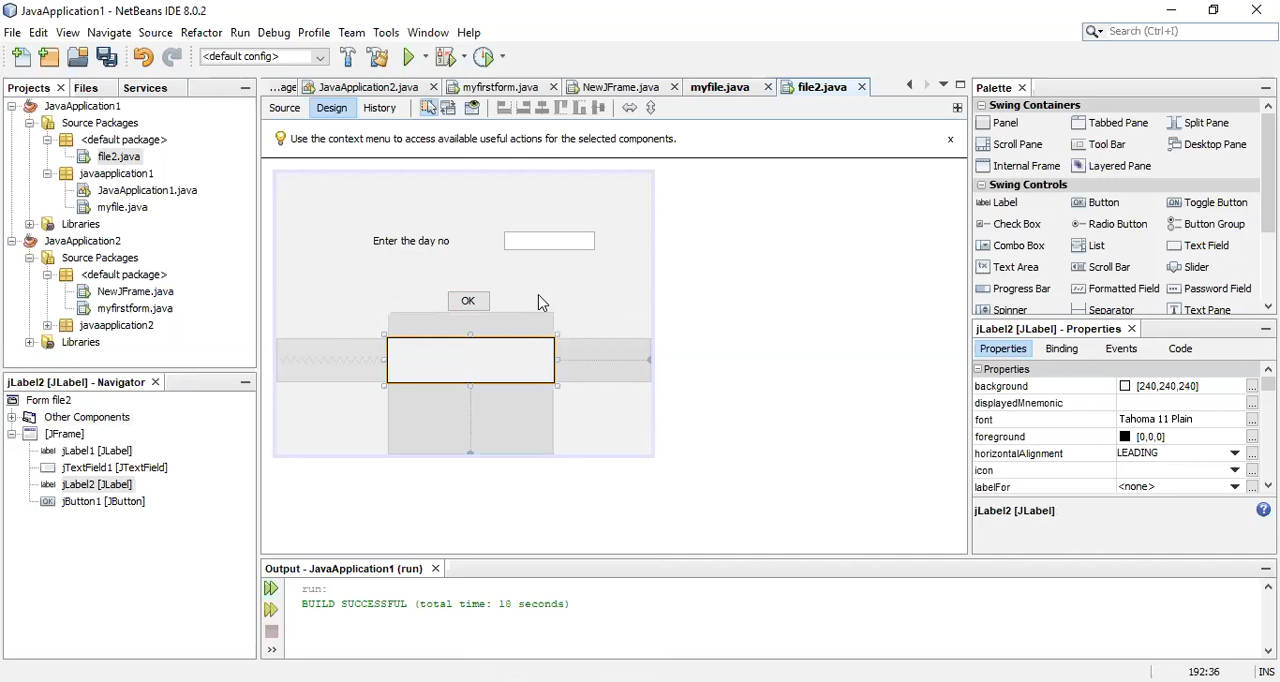 JavaApplication1 - NetBeans IDE 8.0.2
File Edit View Navigate Source Refactor Run Debug Profile Team Tools Window Help
Search (Ctrl+I)
<default config>
Projects Files Services
...age JavaApplication2.java myfirstform.java NewJFrame.java myfile.java file2.java
Palette
JavaApplication1
Source Packages
<default package>
file2.java
javaapplication1
JavaApplication1.java
myfile.java
Libraries
JavaApplication2
Source Packages
<default package>
NewJFrame.java
myfirstform.java
javaapplication2
Libraries
jLabel2 [JLabel] - Navigator
Form file2
Other Components
[JFrame]
label jLabel1 [JLabel]
jTextField1 [JTextField]
label jLabel2 [JLabel]
OK jButton1 [JButton]
Source Design History
Use the context menu to access available useful actions for the selected components.
x
Enter the day no
OK
Output - JavaApplication1 (run)
run:
BUILD SUCCESSFUL (total time: 18 seconds)
Swing Containers
Panel Tabbed Pane Split Pane
Scroll Pane Tool Bar Desktop Pane
Internal Frame Layered Pane
Swing Controls
label Label OK Button ON Toggle Button
Check Box Radio Button Button Group
Combo Box List Text Field
Text Area Scroll Bar Slider
Progress Bar Formatted Field Password Field
Spinner Separator Text Pane
jLabel2 [JLabel] - Properties
Properties Binding Events Code
Properties
background [240,240,240] ...
displayedMnemonic ...
font Tahoma 11 Plain ...
foreground [0,0,0] ...
horizontalAlignment LEADING ...
icon ...
labelFor <none> ...
jLabel2 [JLabel]
192:36 INS